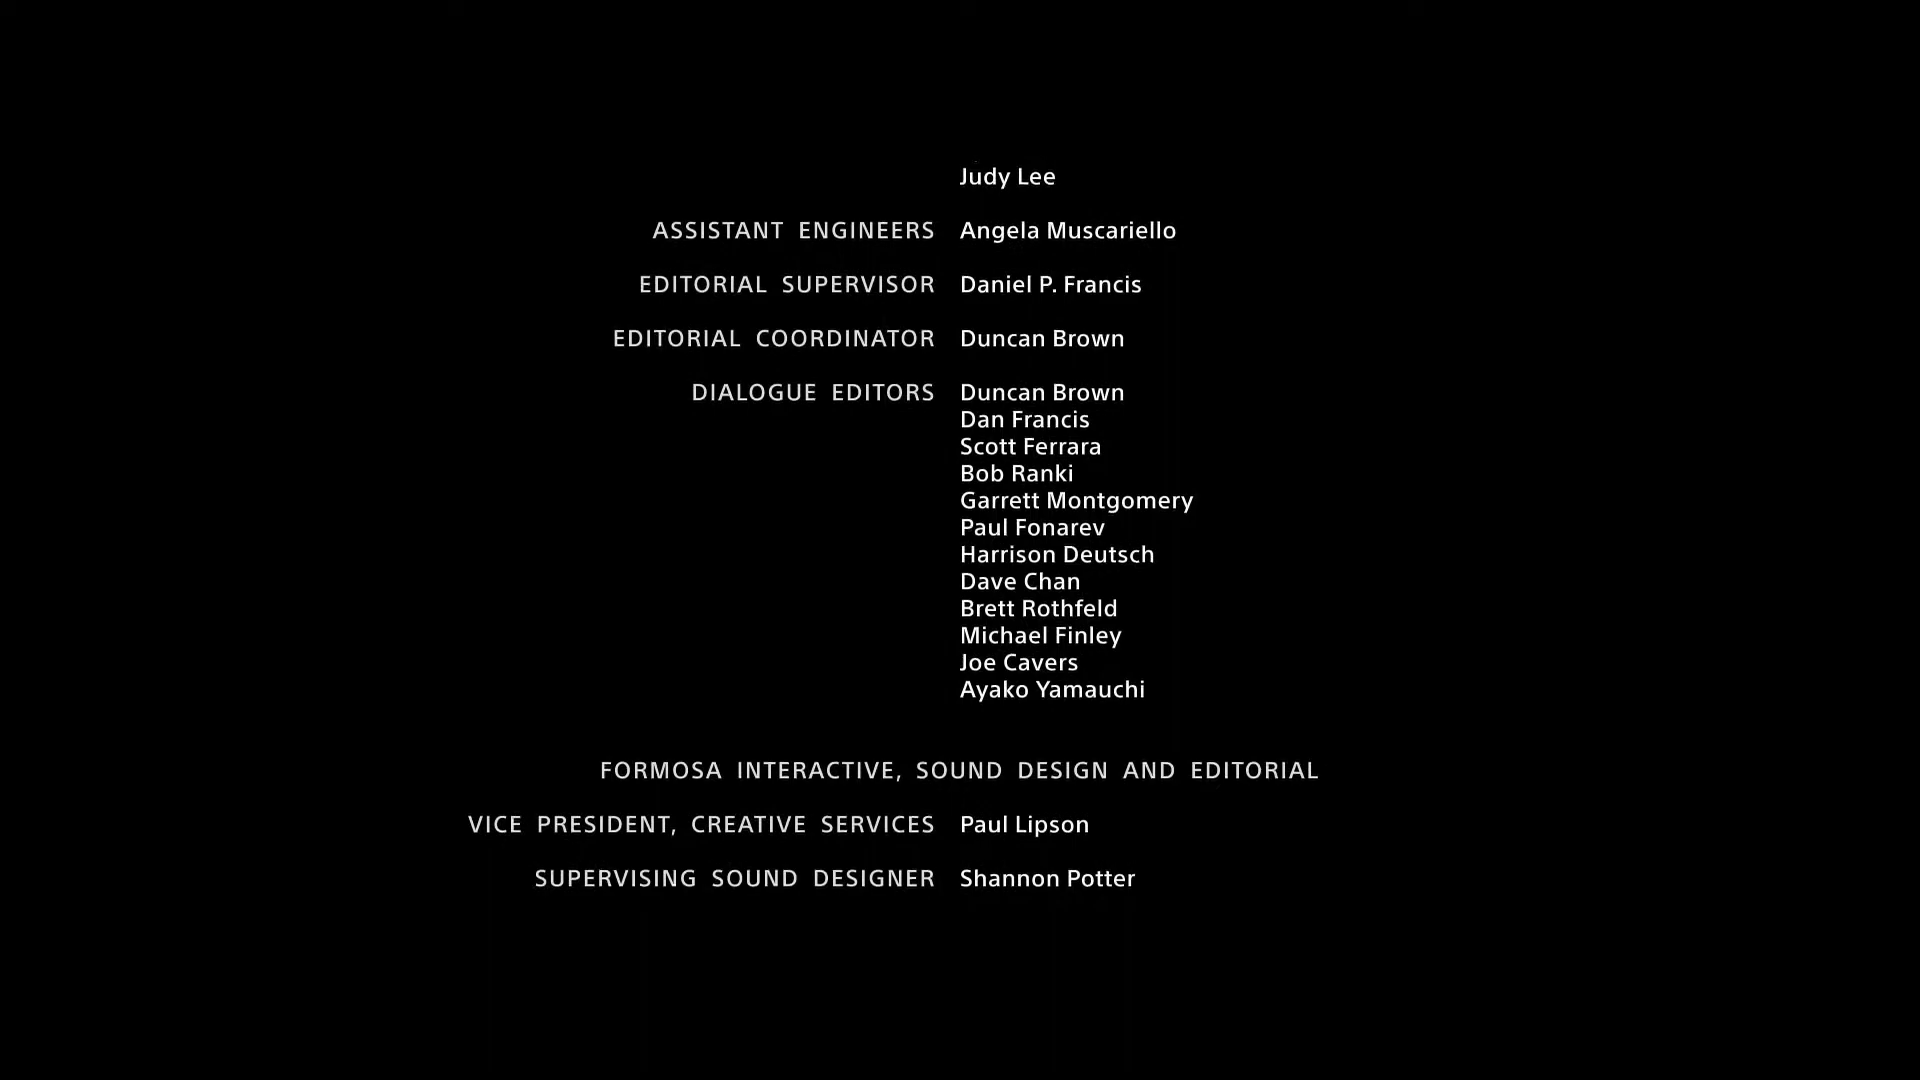 Judy Lee
ASSISTANT ENGINEERS Angela Muscariello
EDITORIAL SUPERVISOR Daniel P. Francis
EDITORIAL COORDINATOR Duncan Brown
DIALOGUE EDITORS Duncan Brown
Dan Francis
Scott Ferrara
Bob Ranki
Garrett Montgomery
Paul Fonarev
Harrison Deutsch
Dave Chan
Brett Rothfeld
Michael Finley
Joe Cavers
Ayako Yamauchi
FORMOSA INTERACTIVE, SOUND DESIGN AND EDITORIAL
VICE PRESIDENT, CREATIVE SERVICES Paul Lipson
SUPERVISING SOUND DESIGNER Shannon Potter